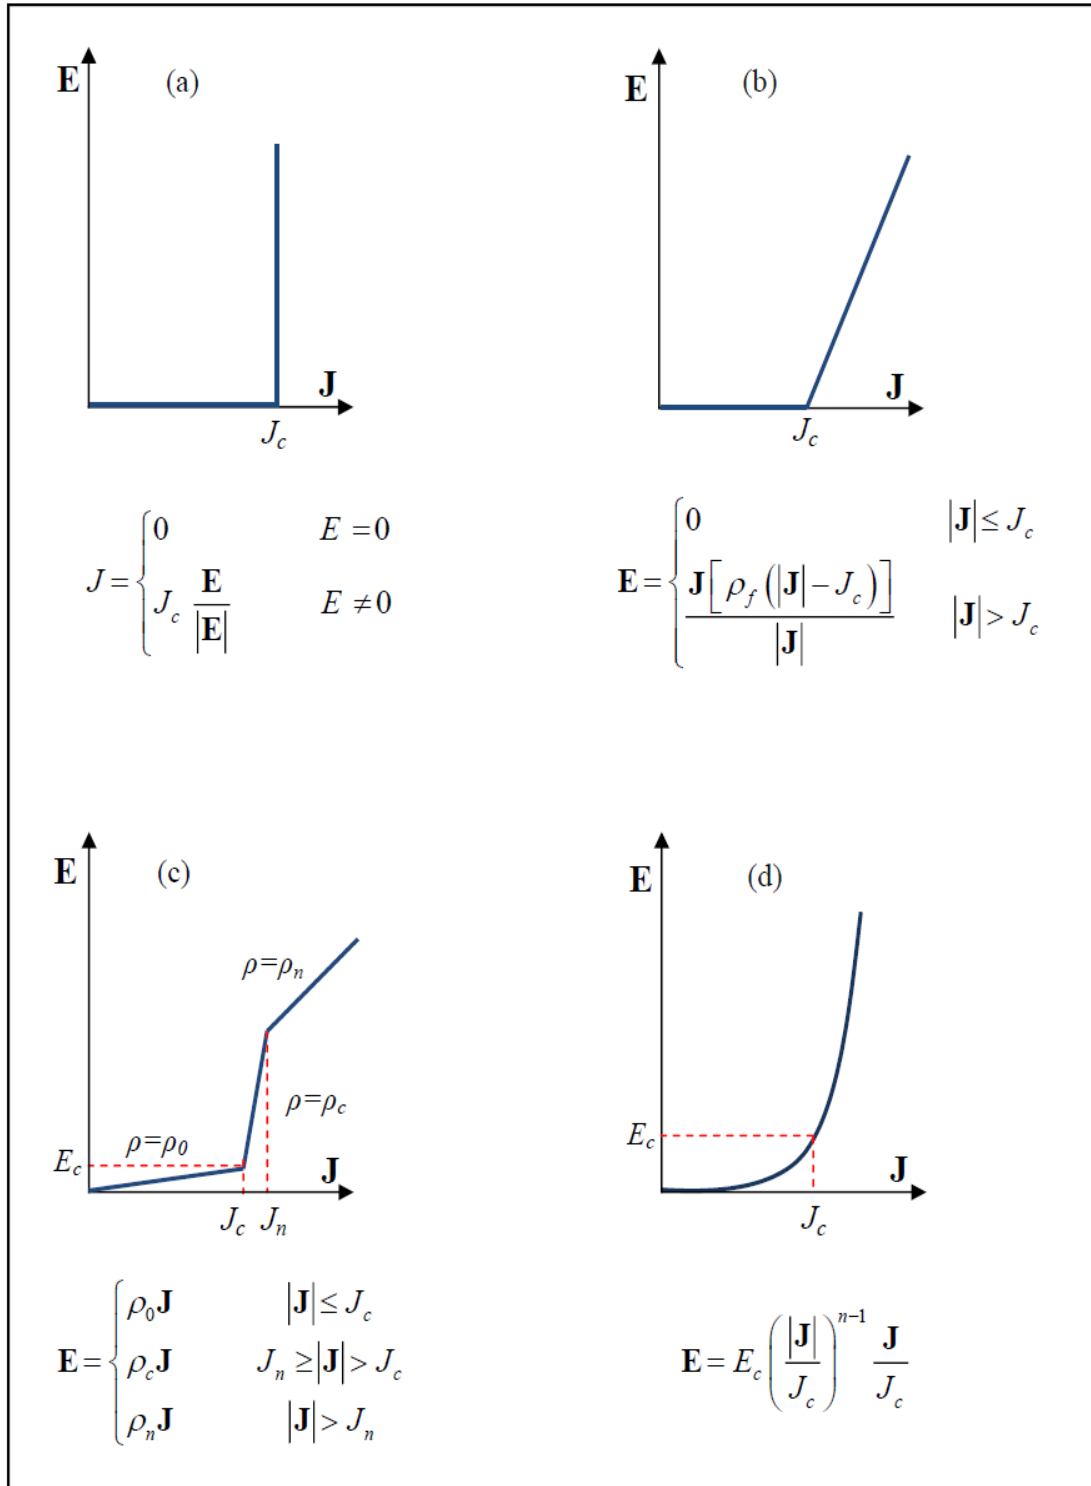 E (a)
J
J_c
J = { 0 E = 0
J_c E/|E| E ≠ 0
E (b)
J
J_c
E = { 0 |J| ≤ J_c
J[ρ_f(|J| − J_c)]/|J| |J| > J_c
E (c)
ρ=ρ_n
ρ=ρ_c
ρ=ρ_0
E_c
J
J_c J_n
E = { ρ_0 J |J| ≤ J_c
ρ_c J J_n ≥ |J| > J_c
ρ_n J |J| > J_n
E (d)
E_c
J
J_c
E = E_c (|J|/J_c)^{n−1} J/J_c